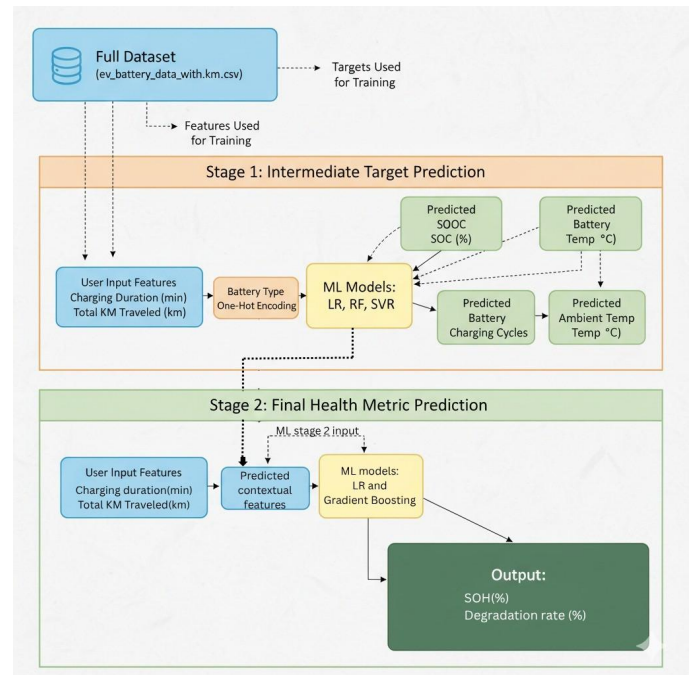 Full Dataset
(ev_battery_data_with.km.csv)
Targets Used
for Training
Features Used
for Training
Stage 1: Intermediate Target Prediction
Predicted
SOOC
SOC (%)
Predicted
Battery
Temp °C)
User Input Features
Charging Duration (min)
Total KM Traveled (km)
Battery Type
One-Hot Encoding
ML Models:
LR, RF, SVR
Predicted
Battery
Charging Cycles
Predicted
Ambient Temp
Temp °C)
Stage 2: Final Health Metric Prediction
ML stage 2 input
User Input Features
Charging duration(min)
Total KM Traveled(km)
Predicted
contextual
features
ML models:
LR and
Gradient Boosting
Output:
SOH(%)
Degradation rate (%)